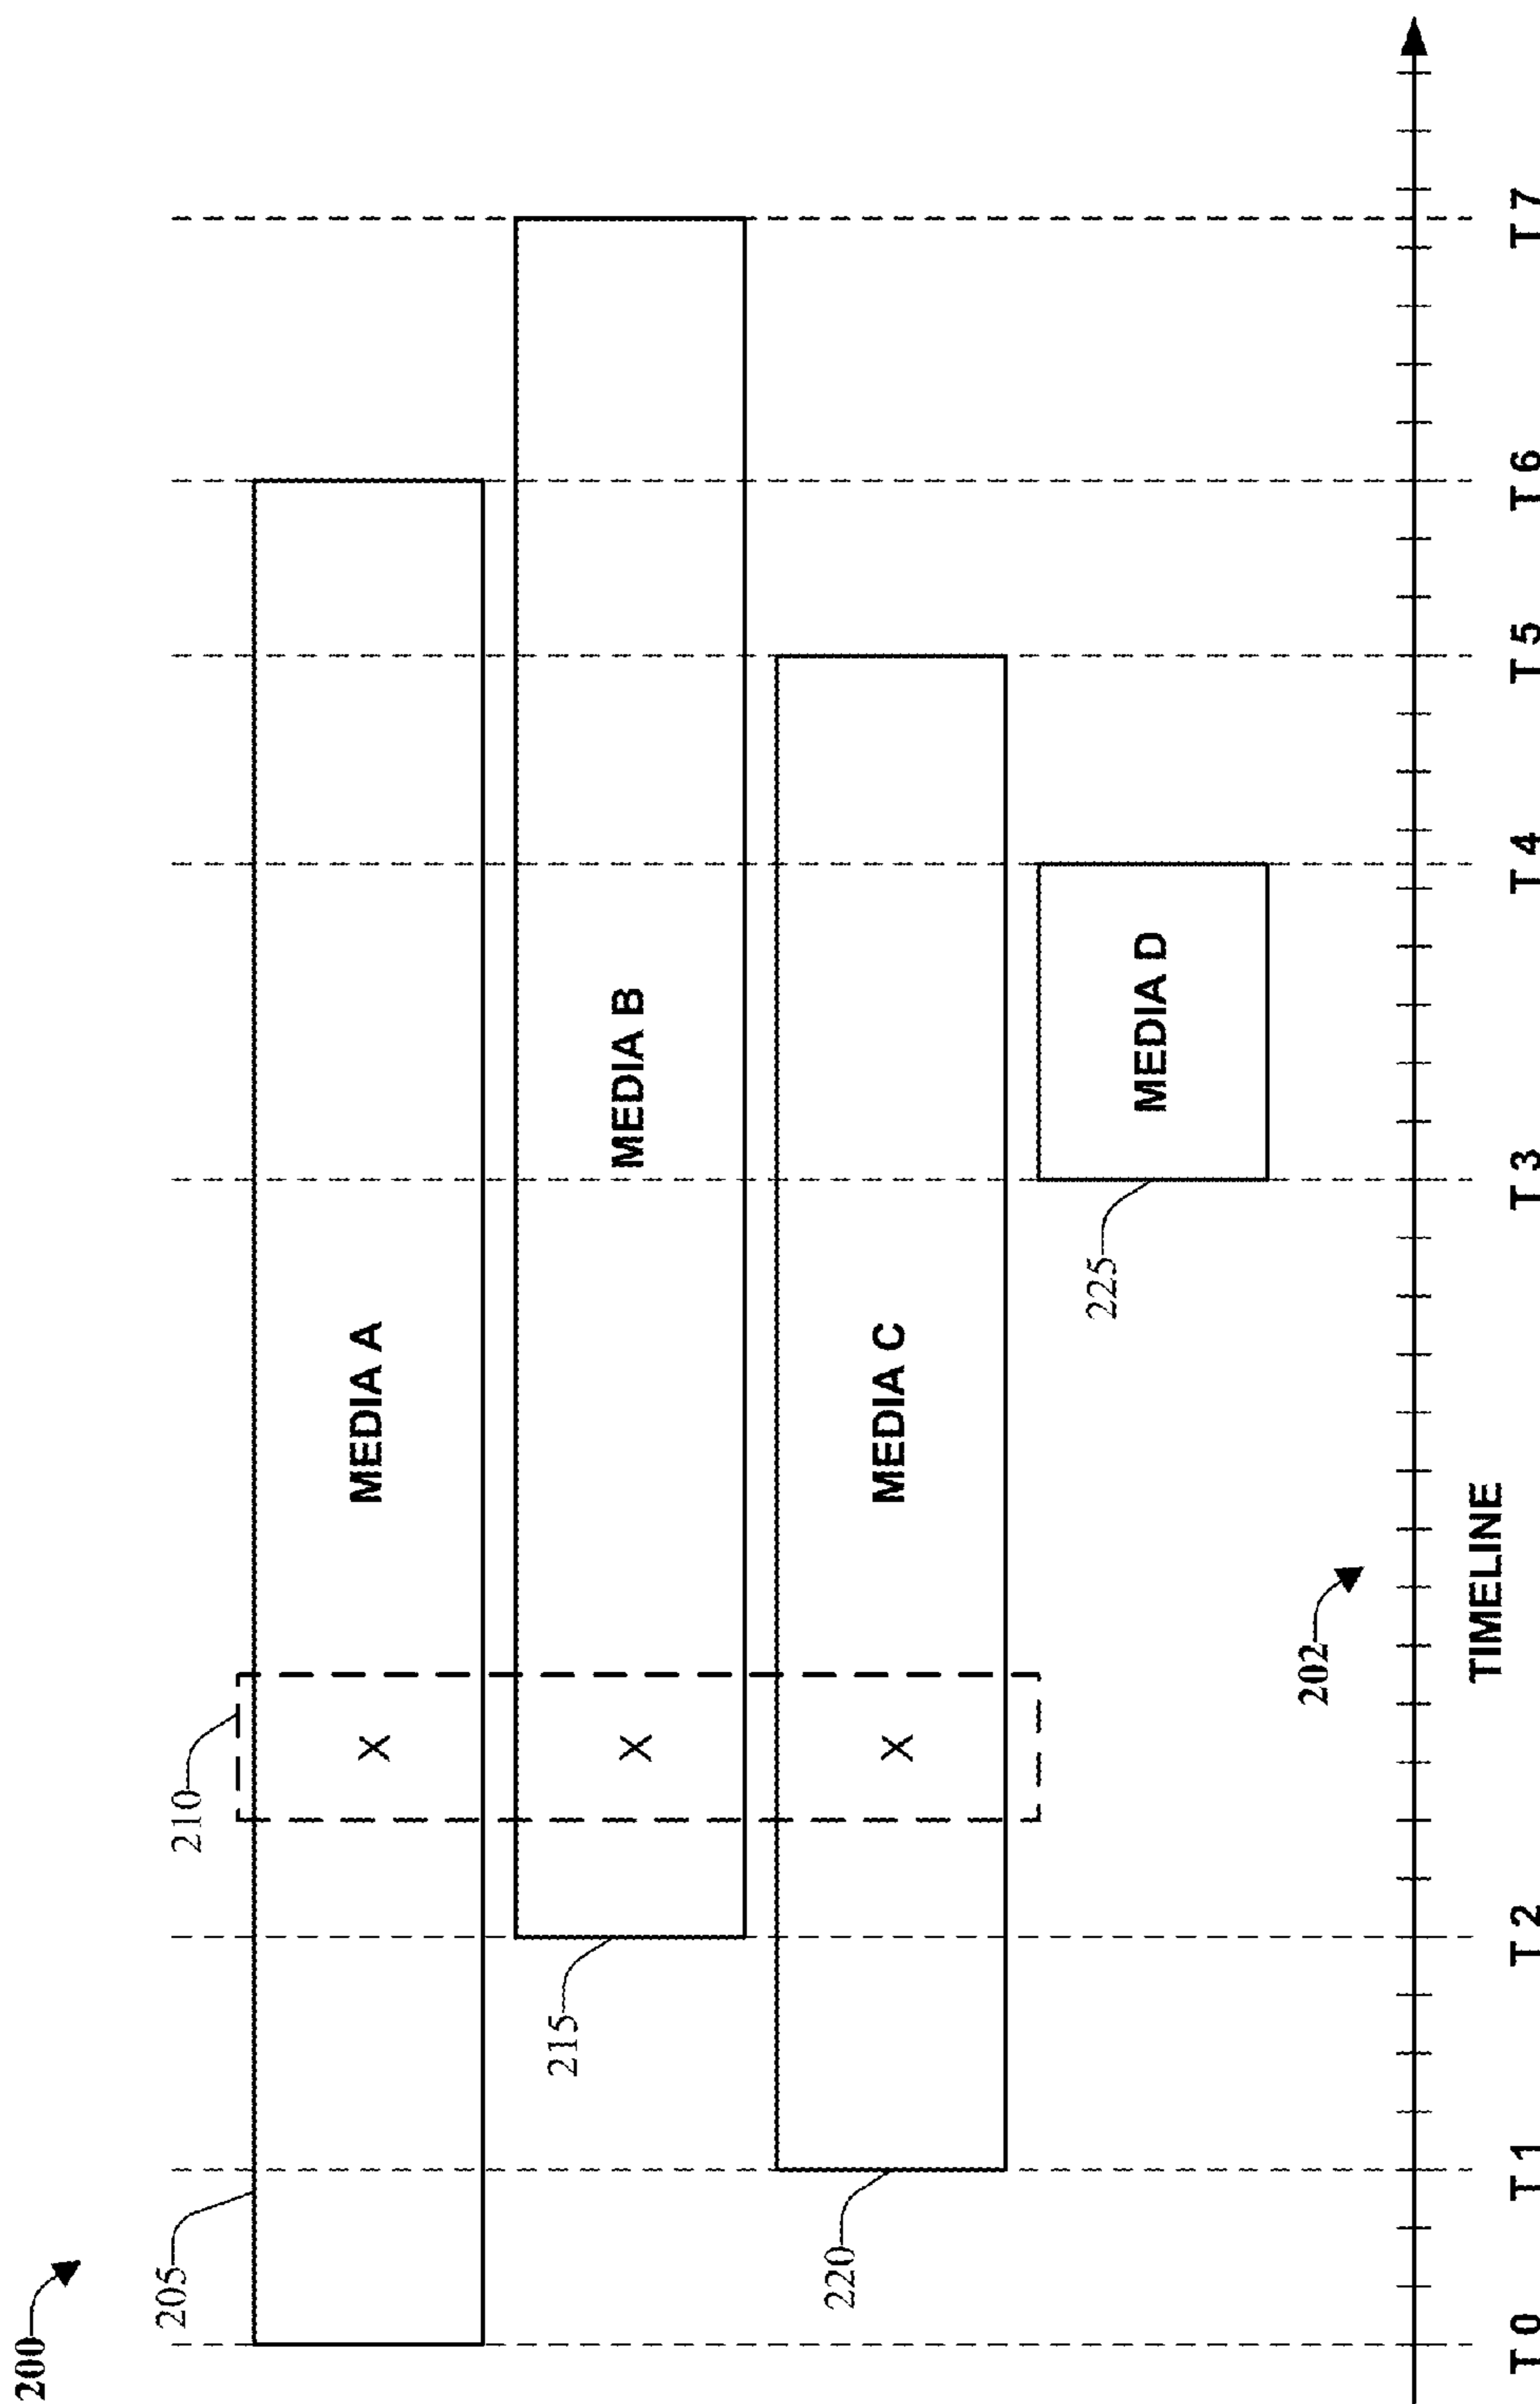 200
205
210
MEDIA A
X
215
MEDIA B
X
220
MEDIA C
X
225
MEDIA D
202
TIMELINE
T 0 T 1 T 2 T 3 T 4 T 5 T 6 T 7